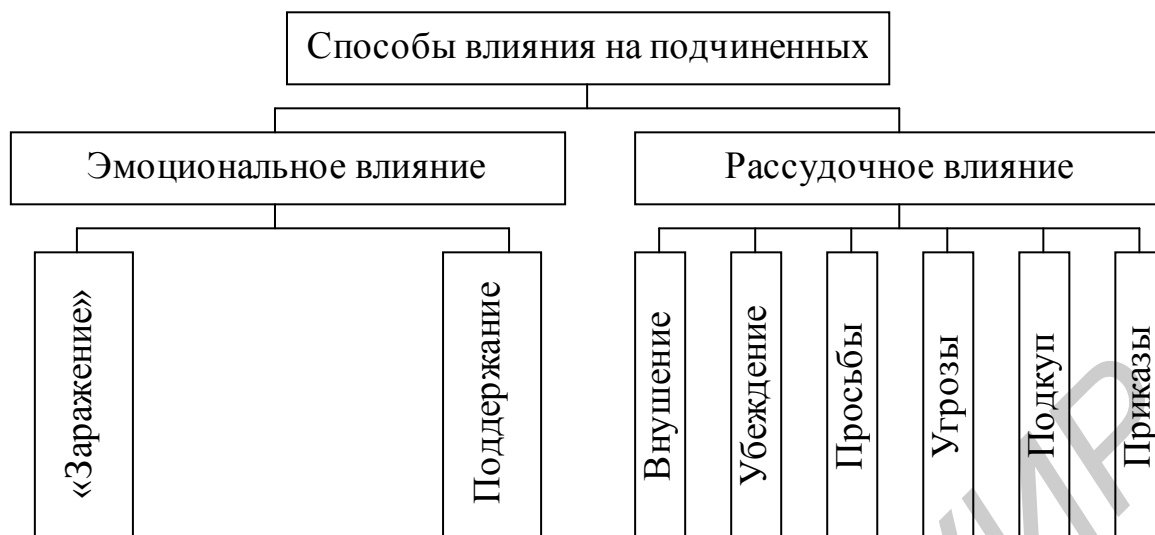 Способы влияния на подчиненных
Эмоциональное влияние
Рассудочное влияние
«Заражение»
Поддержание
Внушение
Убеждение
Просьбы
Угрозы
Подкуп
Приказы